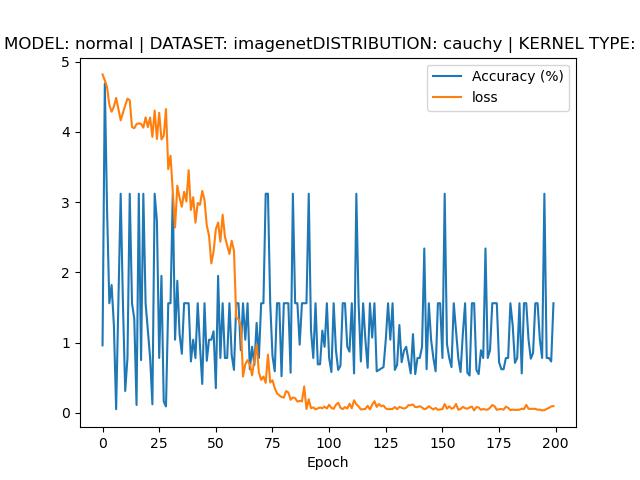 MODEL: normal | DATASET: imagenetDISTRIBUTION: cauchy | KERNEL TYPE:
Accuracy (%)
loss
5
4
3
2
1
0
0 25 50 75 100 125 150 175 200
Epoch